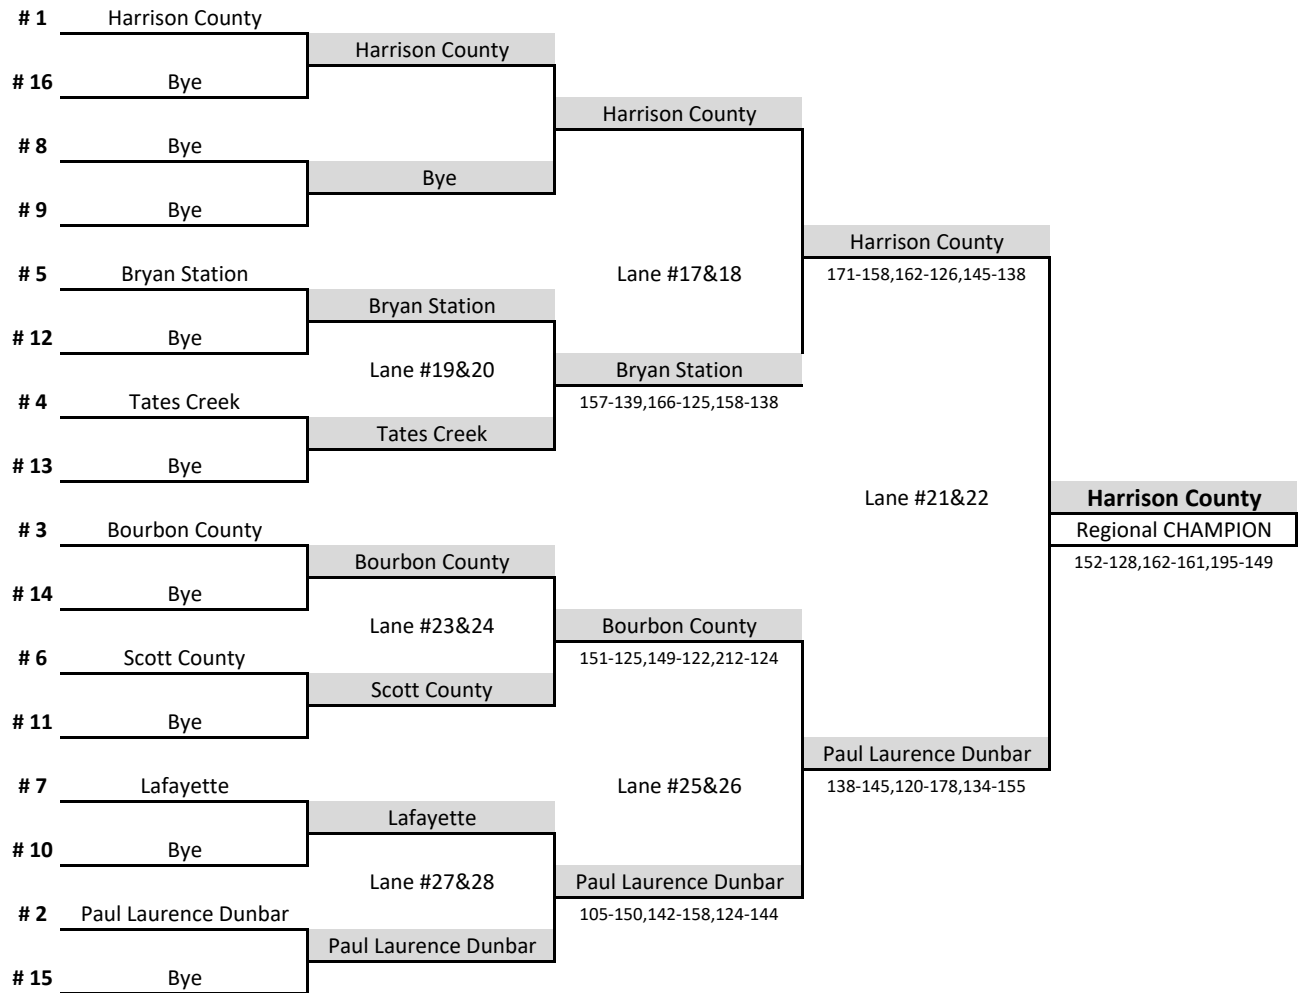 # 1 Harrison County
Harrison County
# 16 Bye
Harrison County
# 8 Bye
Bye
# 9 Bye
Harrison County
# 5 Bryan Station
Lane #17&18
171-158,162-126,145-138
Bryan Station
# 12 Bye
Lane #19&20
Bryan Station
# 4 Tates Creek
157-139,166-125,158-138
Tates Creek
# 13 Bye
Lane #21&22
Harrison County
# 3 Bourbon County
Regional CHAMPION
Bourbon County
152-128,162-161,195-149
# 14 Bye
Lane #23&24
Bourbon County
# 6 Scott County
151-125,149-122,212-124
Scott County
# 11 Bye
Paul Laurence Dunbar
# 7 Lafayette
Lane #25&26
138-145,120-178,134-155
Lafayette
# 10 Bye
Lane #27&28
Paul Laurence Dunbar
# 2 Paul Laurence Dunbar
105-150,142-158,124-144
Paul Laurence Dunbar
# 15 Bye